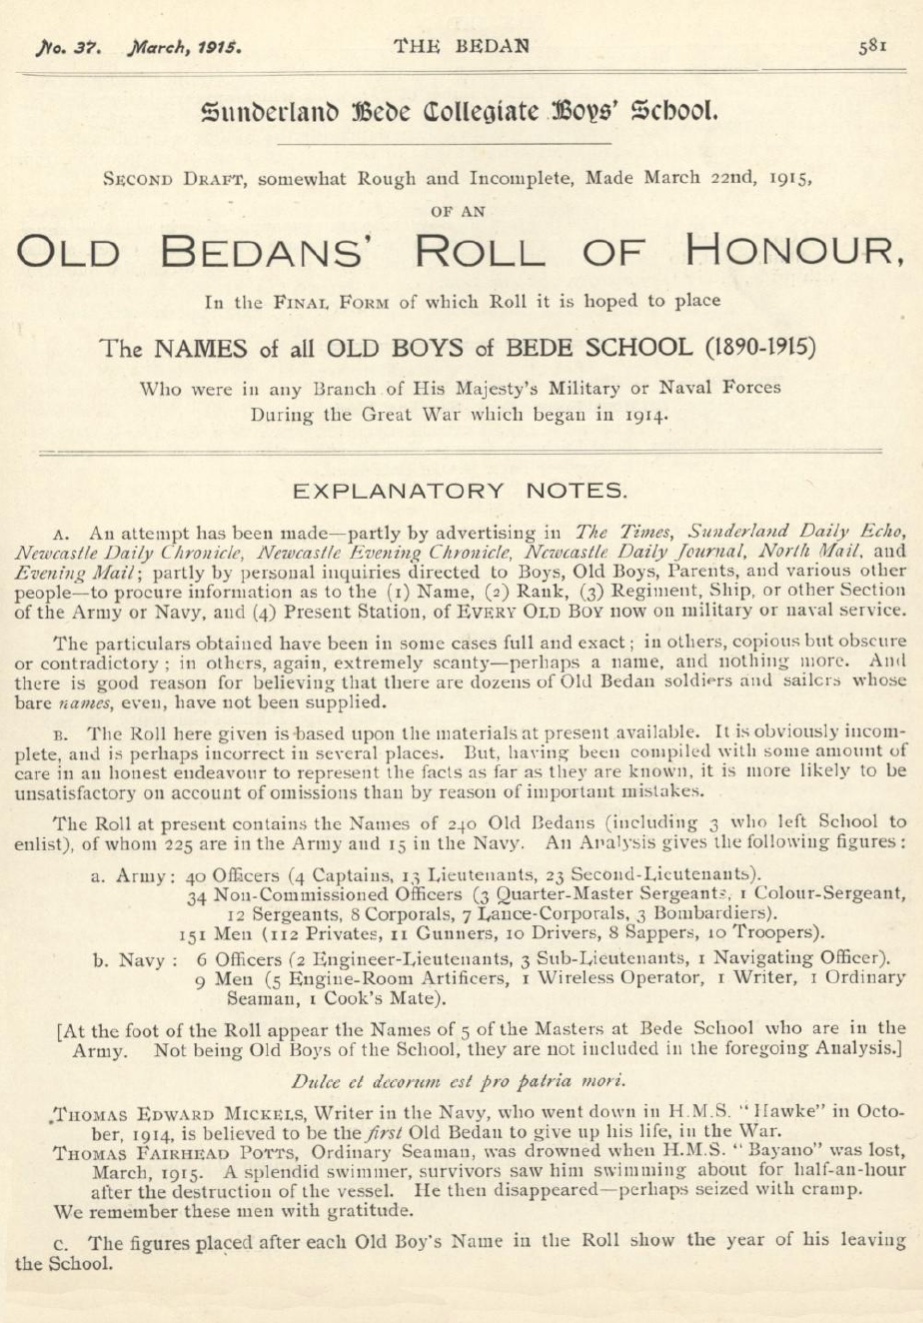 No. 37. March, 1915. THE BEDAN 581
Sunderland Bede Collegiate Boys' School.
SECOND DRAFT, somewhat Rough and Incomplete, Made March 22nd, 1915,
OF AN
OLD BEDANS' ROLL OF HONOUR,
In the FINAL FORM of which Roll it is hoped to place
The NAMES of all OLD BOYS of BEDE SCHOOL (1890-1915)
Who were in any Branch of His Majesty's Military or Naval Forces
During the Great War which began in 1914.
EXPLANATORY NOTES.
A. An attempt has been made—partly by advertising in The Times, Sunderland Daily Echo,
Newcastle Daily Chronicle, Newcastle Evening Chronicle, Newcastle Daily Journal, North Mail, and
Evening Mail; partly by personal inquiries directed to Boys, Old Boys, Parents, and various other
people—to procure information as to the (1) Name, (2) Rank, (3) Regiment, Ship, or other Section
of the Army or Navy, and (4) Present Station, of EVERY OLD BOY now on military or naval service.
The particulars obtained have been in some cases full and exact; in others, copious but obscure
or contradictory; in others, again, extremely scanty—perhaps a name, and nothing more. And
there is good reason for believing that there are dozens of Old Bedan soldiers and sailors whose
bare names, even, have not been supplied.
B. The Roll here given is based upon the materials at present available. It is obviously incom-
plete, and is perhaps incorrect in several places. But, having been compiled with some amount of
care in an honest endeavour to represent the facts as far as they are known, it is more likely to be
unsatisfactory on account of omissions than by reason of important mistakes.
The Roll at present contains the Names of 240 Old Bedans (including 3 who left School to
enlist), of whom 225 are in the Army and 15 in the Navy. An Analysis gives the following figures:
a. Army: 40 Officers (4 Captains, 13 Lieutenants, 23 Second-Lieutenants).
34 Non-Commissioned Officers (3 Quarter-Master Sergeants, 1 Colour-Sergeant,
12 Sergeants, 8 Corporals, 7 Lance-Corporals, 3 Bombardiers).
151 Men (112 Privates, 11 Gunners, 10 Drivers, 8 Sappers, 10 Troopers).
b. Navy: 6 Officers (2 Engineer-Lieutenants, 3 Sub-Lieutenants, 1 Navigating Officer).
9 Men (5 Engine-Room Artificers, 1 Wireless Operator, 1 Writer, 1 Ordinary
Seaman, 1 Cook's Mate).
[At the foot of the Roll appear the Names of 5 of the Masters at Bede School who are in the
Army. Not being Old Boys of the School, they are not included in the foregoing Analysis.]
Dulce et decorum est pro patria mori.
THOMAS EDWARD MICKELS, Writer in the Navy, who went down in H.M.S. "Hawke" in Octo-
ber, 1914, is believed to be the first Old Bedan to give up his life, in the War.
THOMAS FAIRHEAD POTTS, Ordinary Seaman, was drowned when H.M.S. "Bayano" was lost,
March, 1915. A splendid swimmer, survivors saw him swimming about for half-an-hour
after the destruction of the vessel. He then disappeared—perhaps seized with cramp.
We remember these men with gratitude.
C. The figures placed after each Old Boy's Name in the Roll show the year of his leaving
the School.